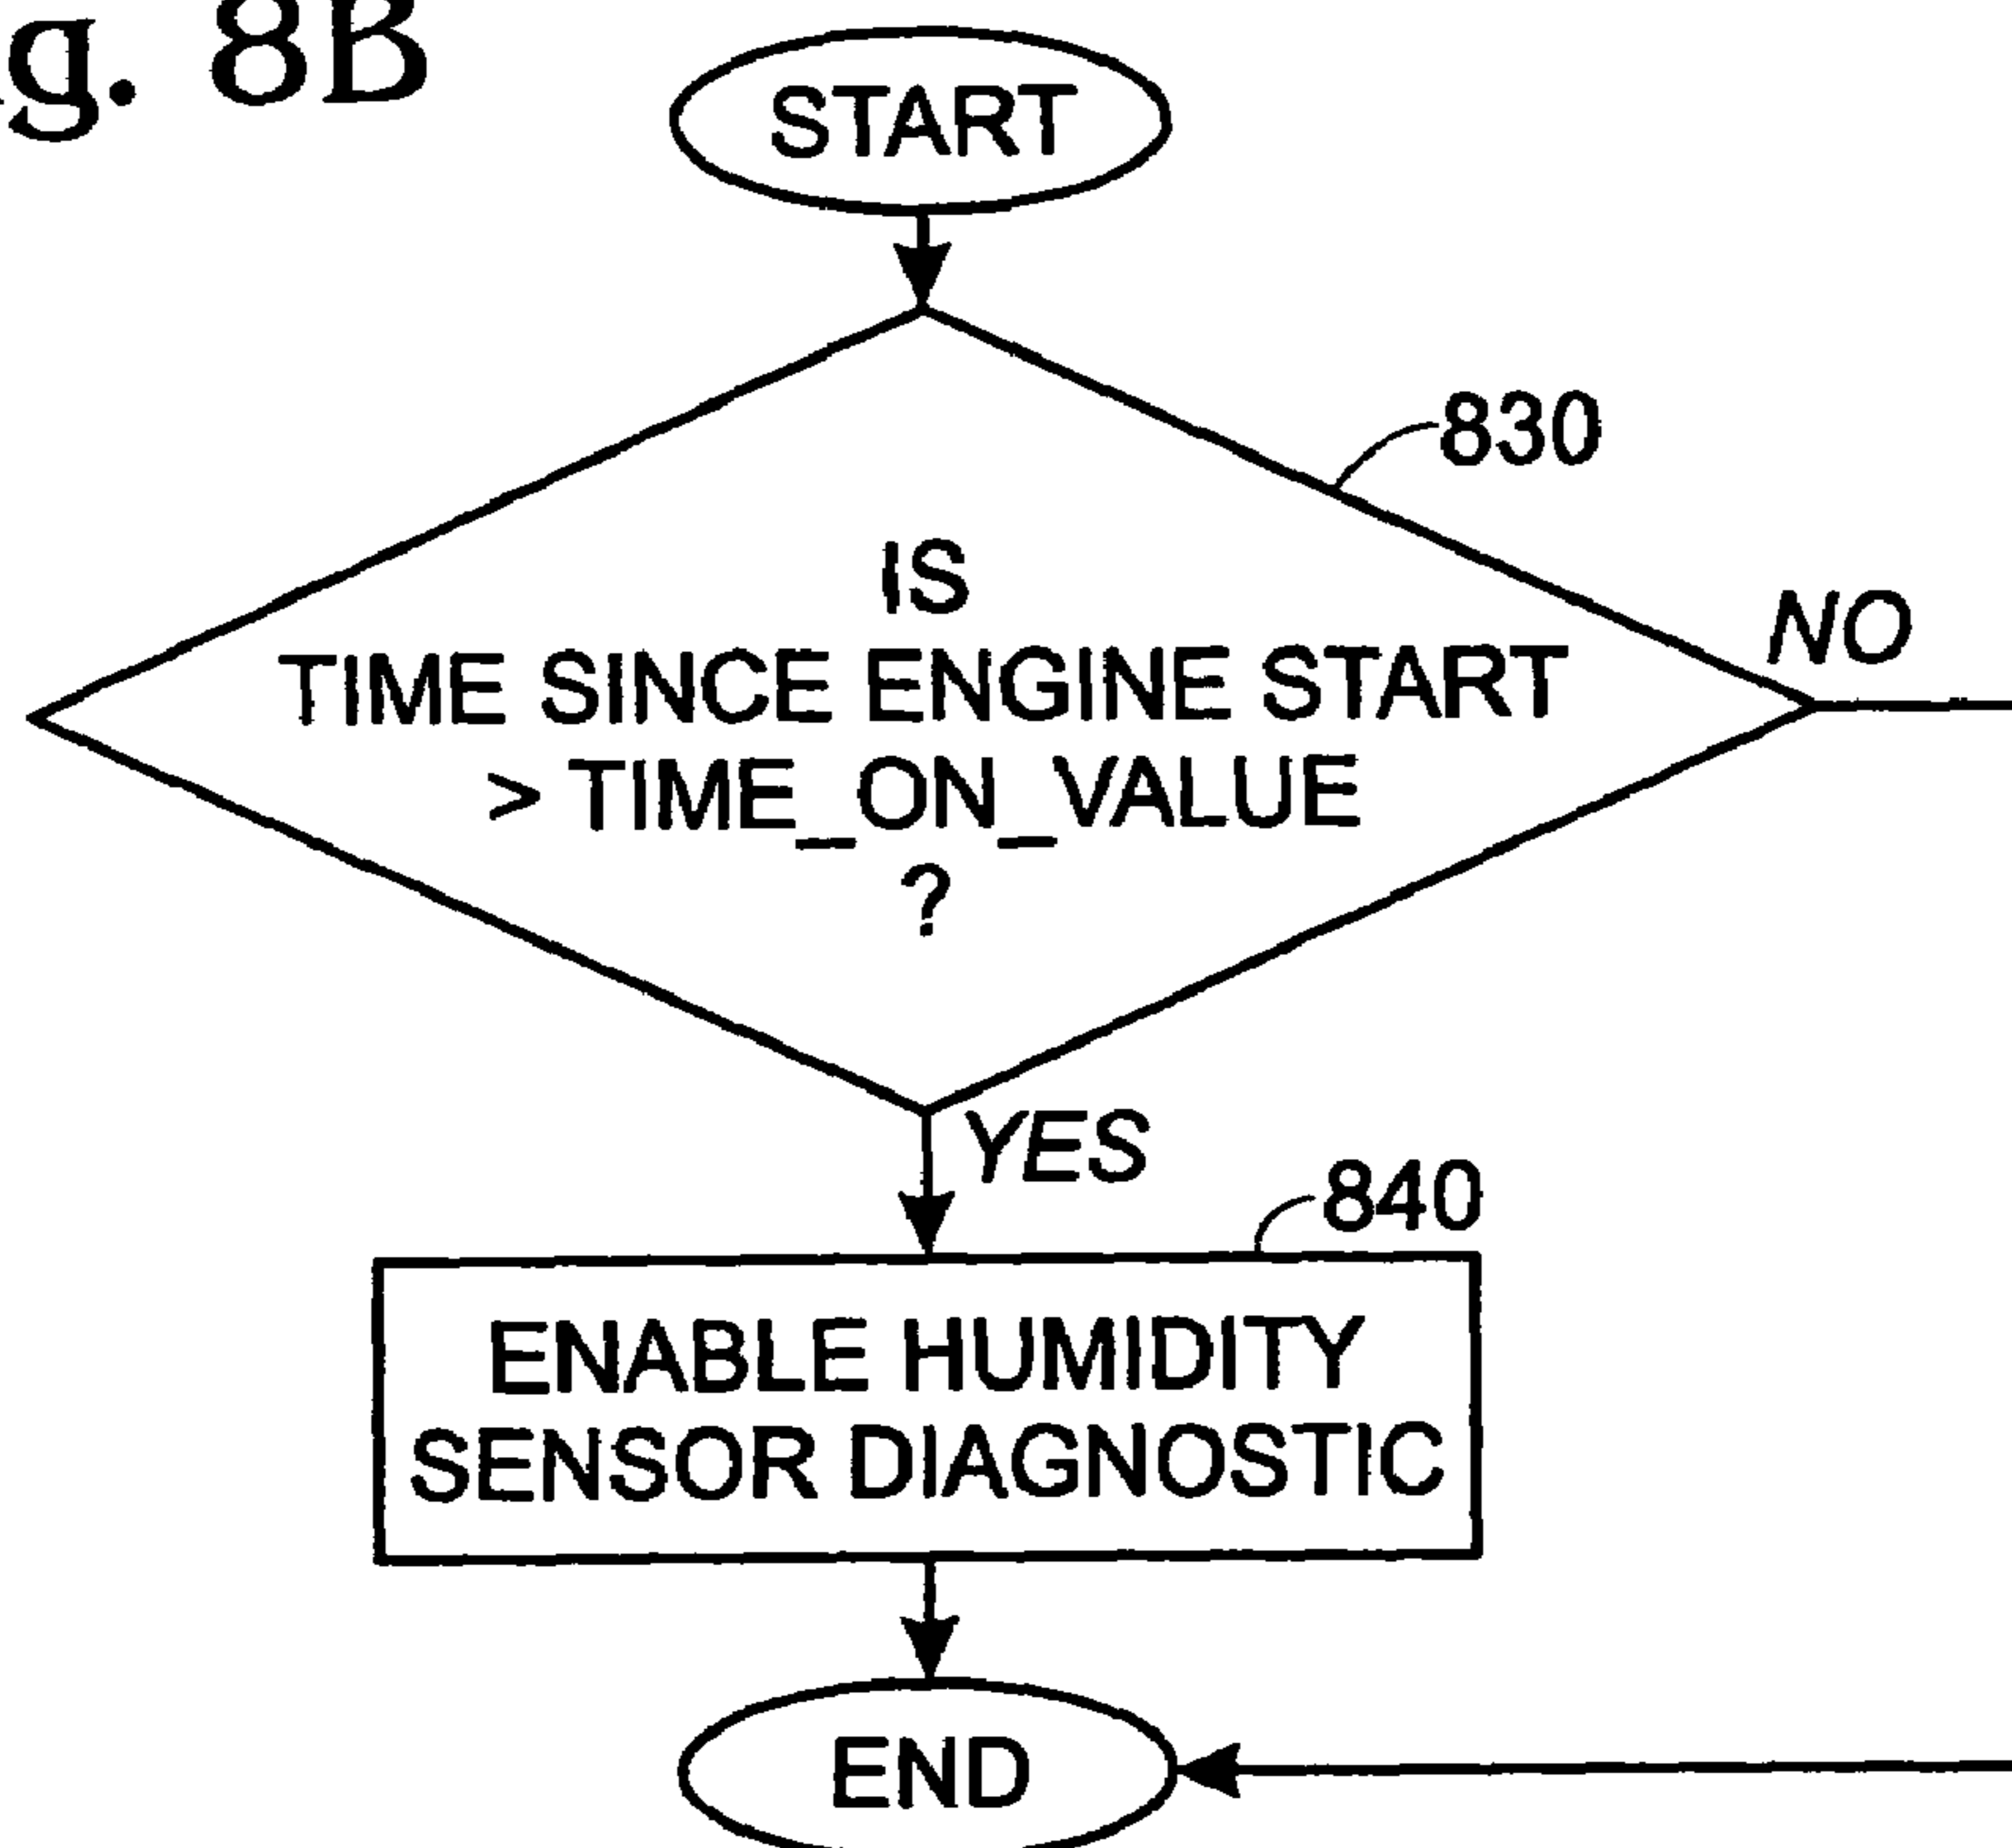 g. 8B
START
830
IS
TIME SINCE ENGINE START
> TIME_ON_VALUE
?
NO
YES
840
ENABLE HUMIDITY
SENSOR DIAGNOSTIC
END